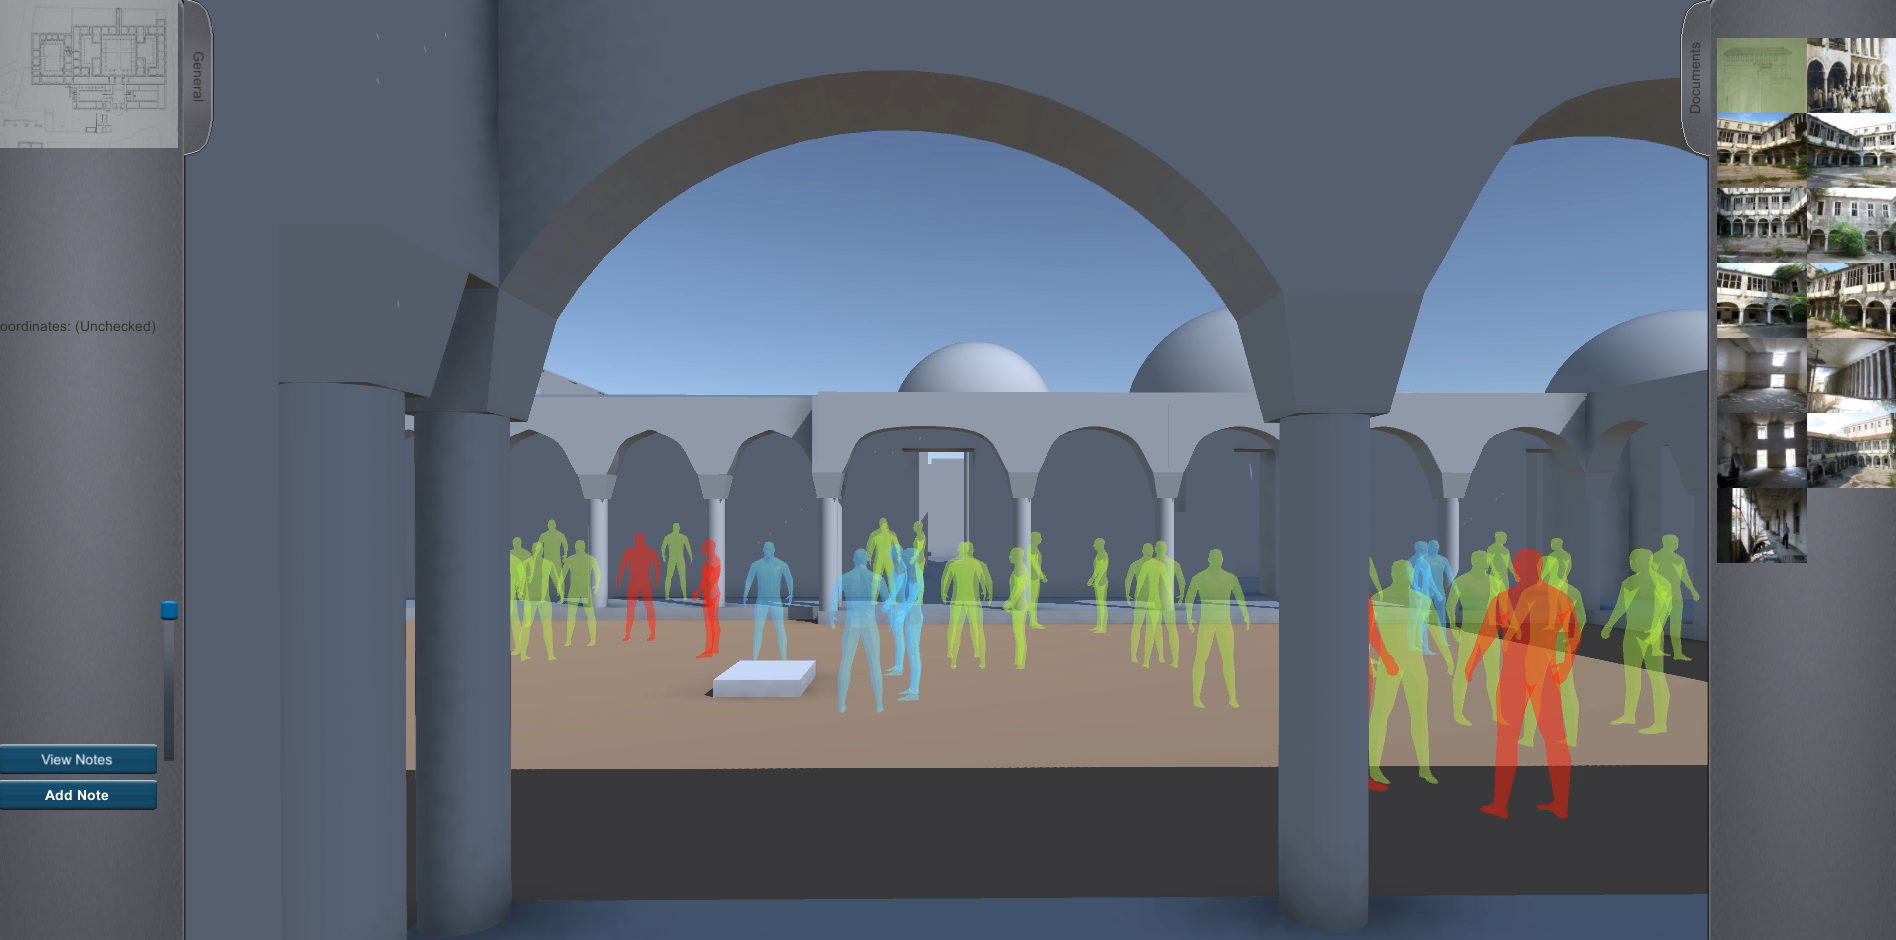 General
oordinates: (Unchecked)
View Notes
Add Note
Documents